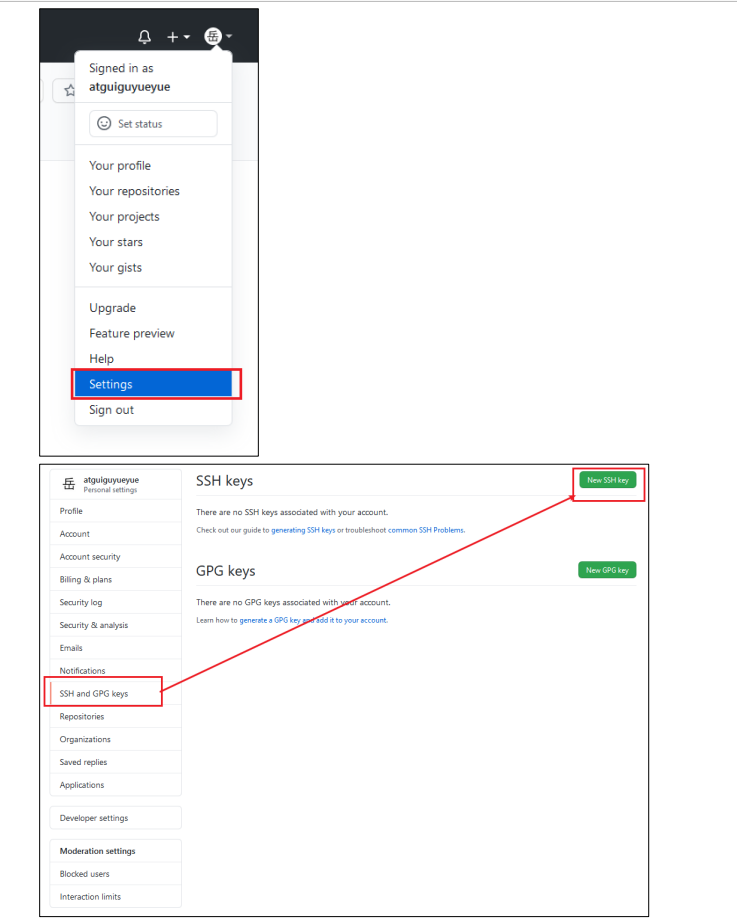 岳
Signed in as
atguiguyueyue
Set status
Your profile
Your repositories
Your projects
Your stars
Your gists
Upgrade
Feature preview
Help
Settings
Sign out
岳 atguiguyueyue
Personal settings
Profile
Account
Account security
Billing & plans
Security log
Security & analysis
Emails
Notifications
SSH and GPG keys
Repositories
Organizations
Saved replies
Applications
Developer settings
Moderation settings
Blocked users
Interaction limits
SSH keys
New SSH key
There are no SSH keys associated with your account.
Check out our guide to generating SSH keys or troubleshoot common SSH Problems.
GPG keys
New GPG key
There are no GPG keys associated with your account.
Learn how to generate a GPG key and add it to your account.